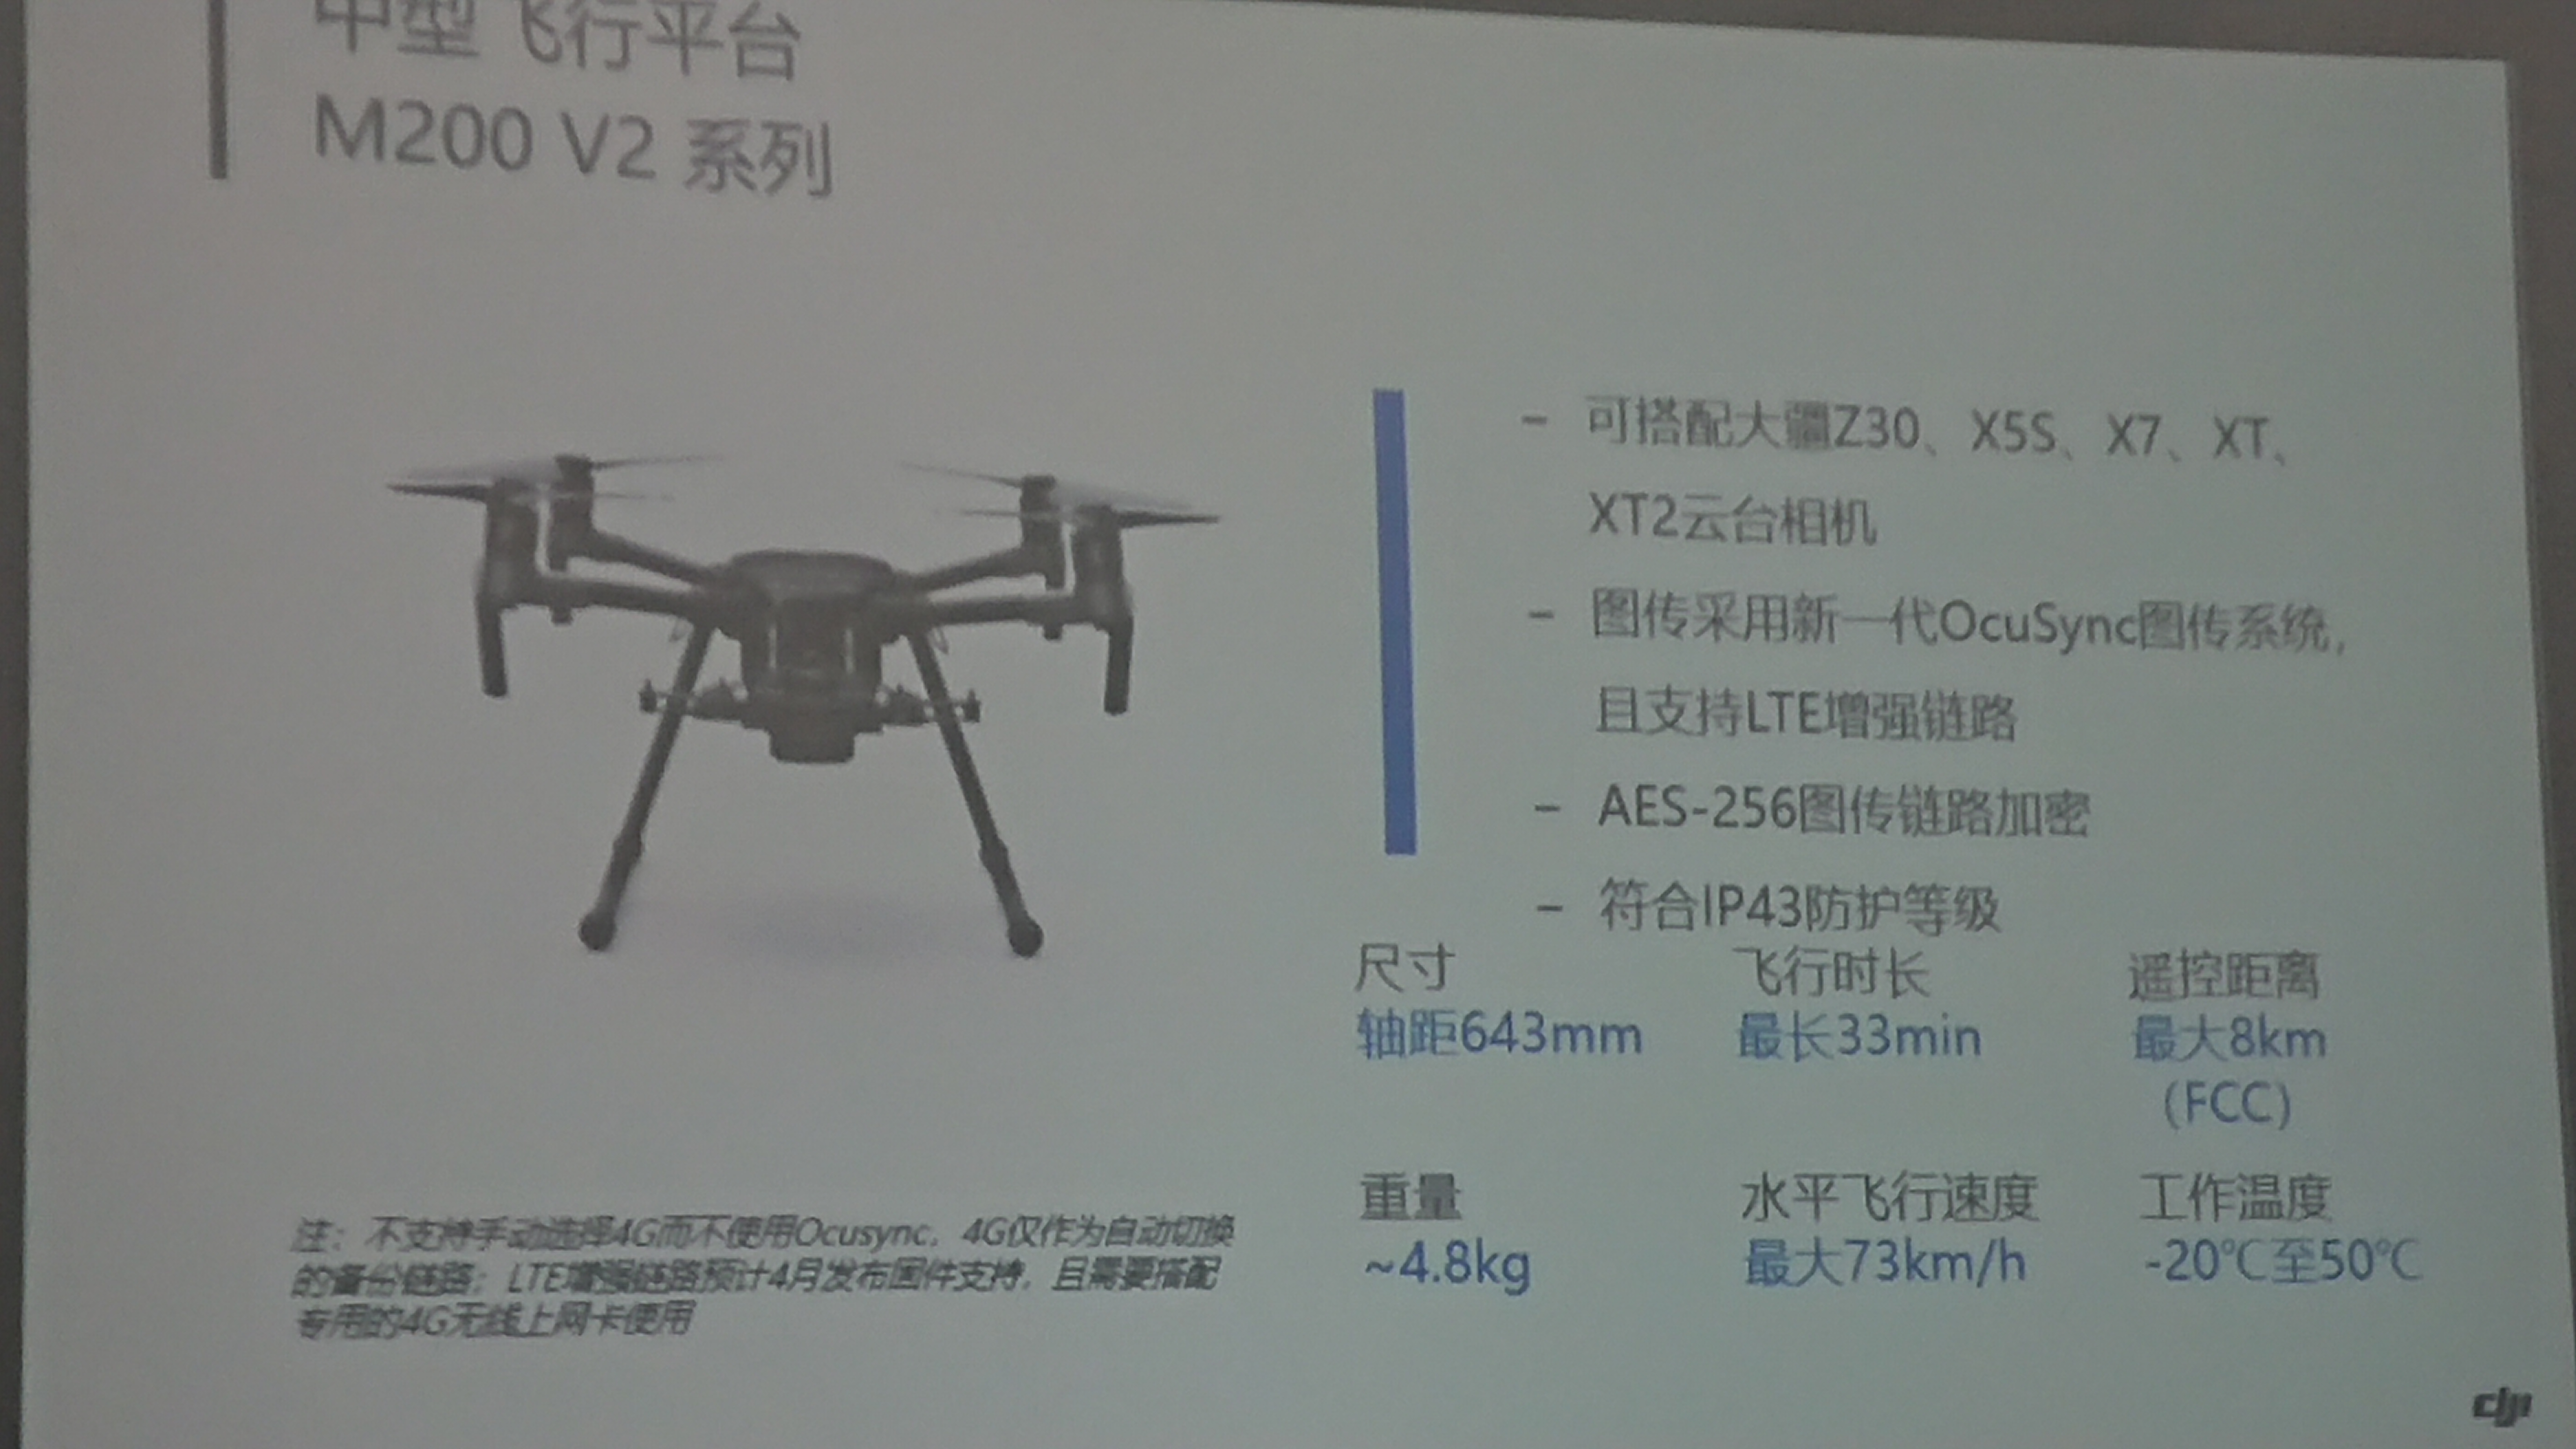 中型飞行平台
M200 V2 系列
– 可搭配大疆Z30、X5S、X7、XT、
XT2云台相机
– 图传采用新一代OcuSync图传系统，
且支持LTE增强链路
– AES-256图传链路加密
– 符合IP43防护等级
尺寸 飞行时长 遥控距离
轴距643mm 最长33min 最大8km
（FCC）
重量 水平飞行速度 工作温度
~4.8kg 最大73km/h -20℃至50℃
注：不支持手动选择4G而不使用Ocusync，4G仅作为自动切换
的备份链路；LTE增强链路预计4月发布固件支持，且需要搭配
专用的4G无线上网卡使用
dji